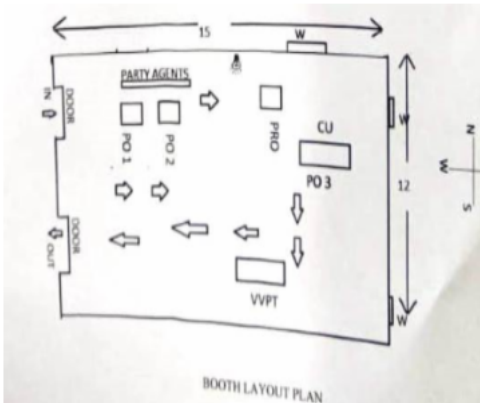 15
W
PARTY AGENTS
DOOR
IN
PO 1
PO 2
PRO
CU
PO 3
W
12
N
W
S
DOOR
OUT
VVPT
W
BOOTH LAYOUT PLAN